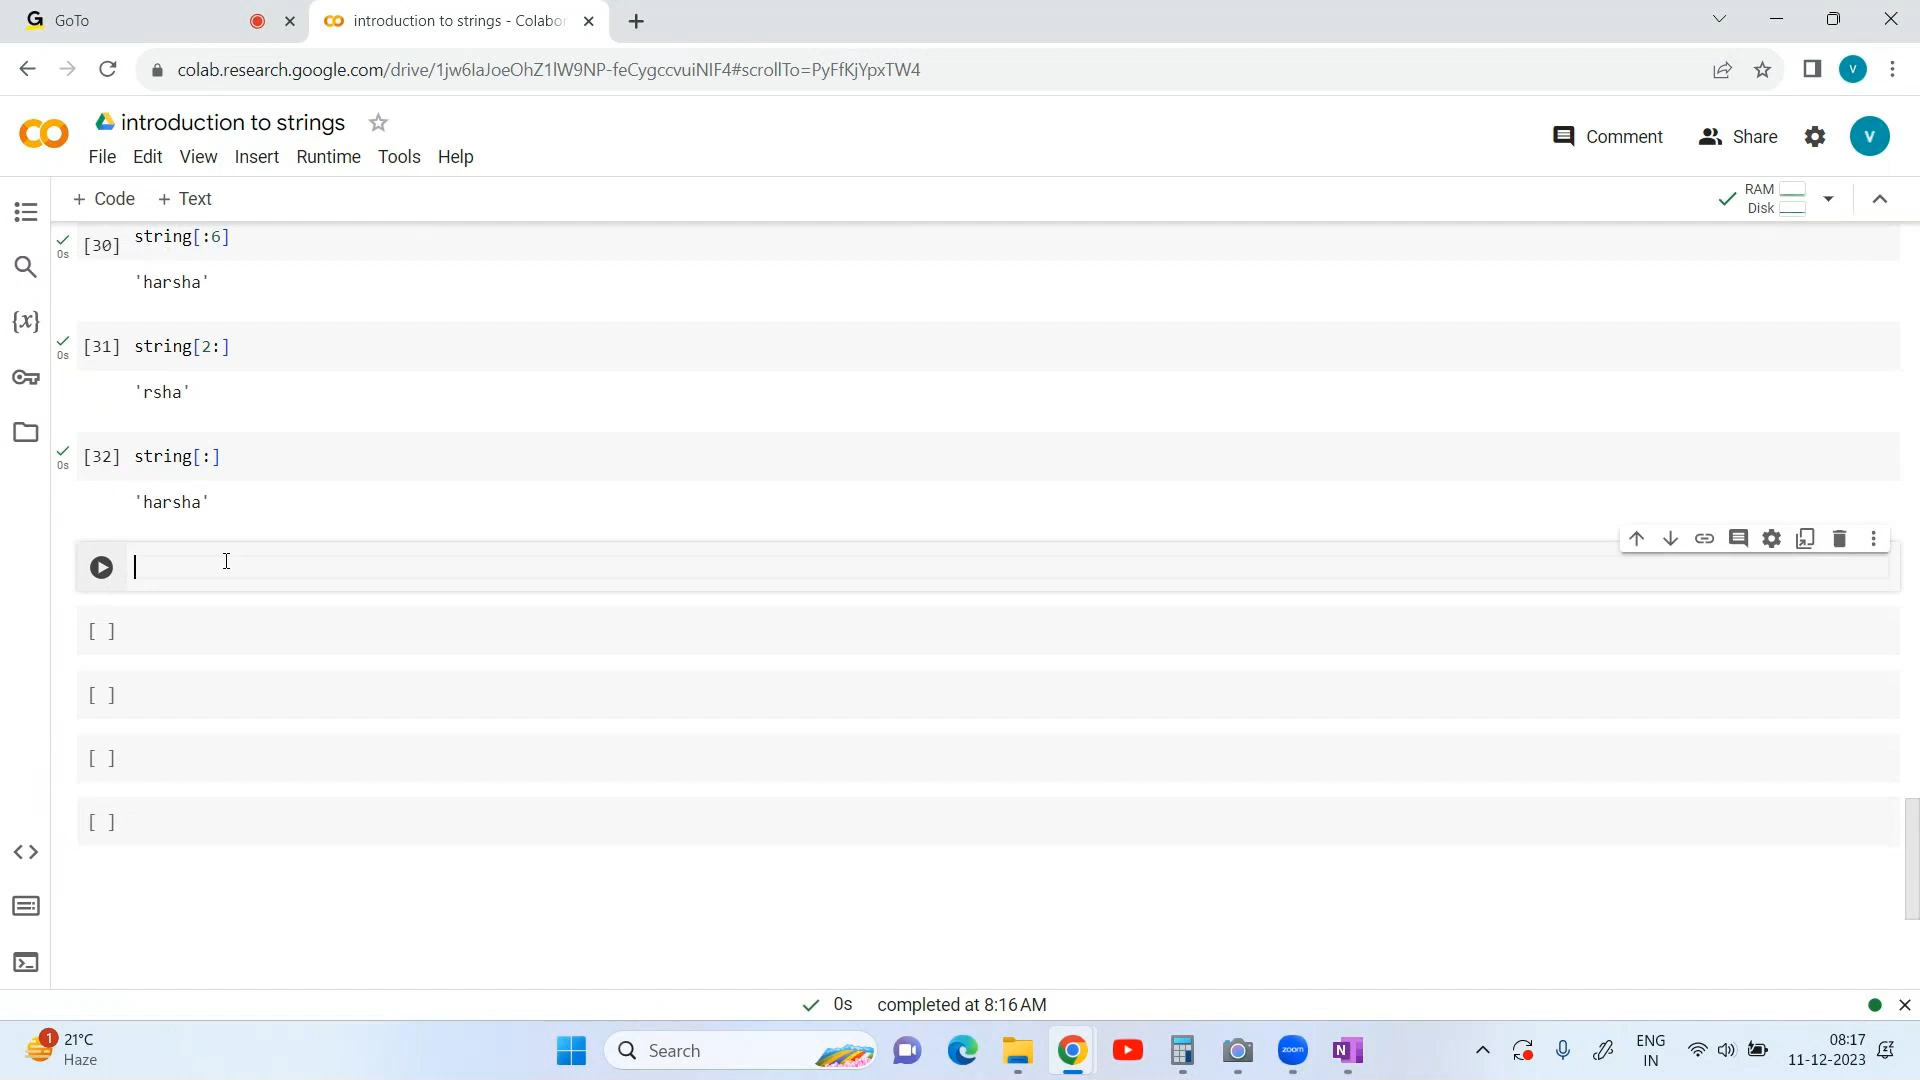 GoTo
introduction to strings - Colabo
colab.research.google.com/drive/1jw6IaJoeOhZ1lW9NP-feCygccvuiNIF4#scrollTo=PyFfKjYpxTW4
V
introduction to strings
File Edit View Insert Runtime Tools Help
Comment
Share
V
+ Code + Text
RAM
Disk
0s [30] string[:6]
'harsha'
0s [31] string[2:]
'rsha'
0s [32] string[:]
'harsha'
[ ]
[ ]
[ ]
[ ]
0s completed at 8:16 AM
1
21°C
Haze
Search
zoom
N
ENG
IN
08:17
11-12-2023